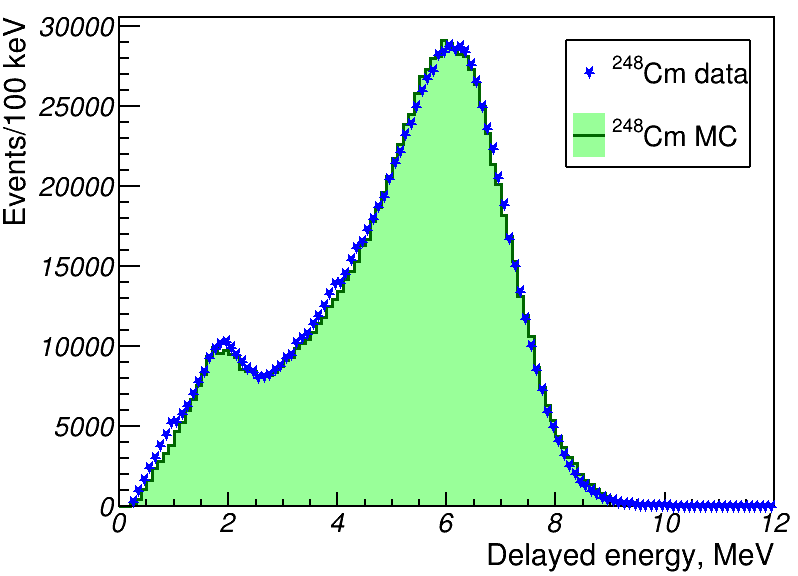 Events/100 keV
30000
25000
20000
15000
10000
5000
0
0 2 4 6 8 10 12
Delayed energy, MeV
²⁴⁸Cm data
²⁴⁸Cm MC